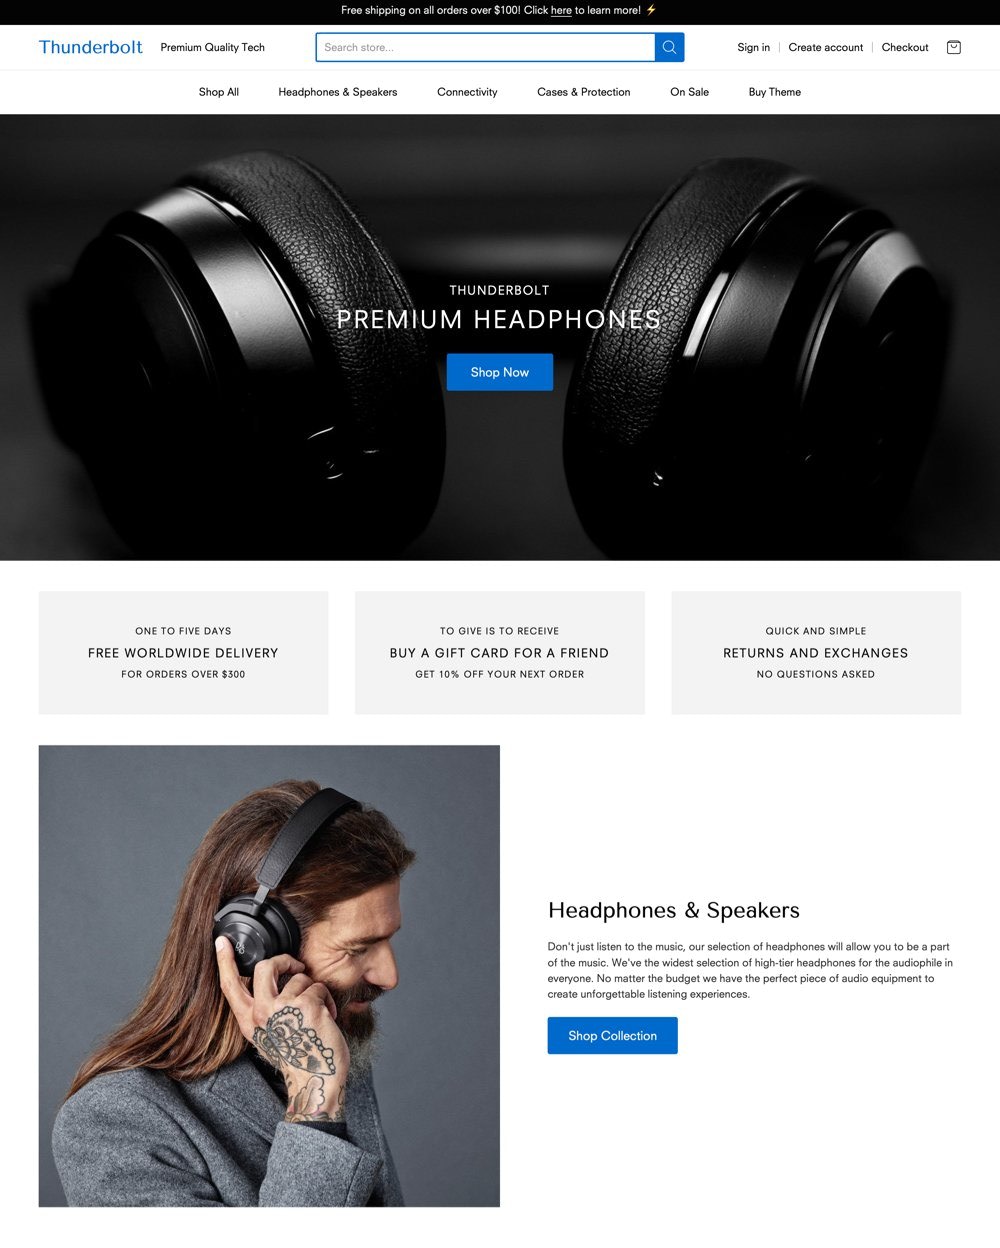 Free shipping on all orders over $100! Click here to learn more! ⚡
Thunderbolt
Premium Quality Tech
Search store...
Sign in
Create account
Checkout
Shop All
Headphones & Speakers
Connectivity
Cases & Protection
On Sale
Buy Theme
THUNDERBOLT
PREMIUM HEADPHONES
Shop Now
ONE TO FIVE DAYS
FREE WORLDWIDE DELIVERY
FOR ORDERS OVER $300
TO GIVE IS TO RECEIVE
BUY A GIFT CARD FOR A FRIEND
GET 10% OFF YOUR NEXT ORDER
QUICK AND SIMPLE
RETURNS AND EXCHANGES
NO QUESTIONS ASKED
Headphones & Speakers
Don't just listen to the music, our selection of headphones will allow you to be a part
of the music. We've the widest selection of high-tier headphones for the audiophile in
everyone. No matter the budget we have the perfect piece of audio equipment to
create unforgettable listening experiences.
Shop Collection